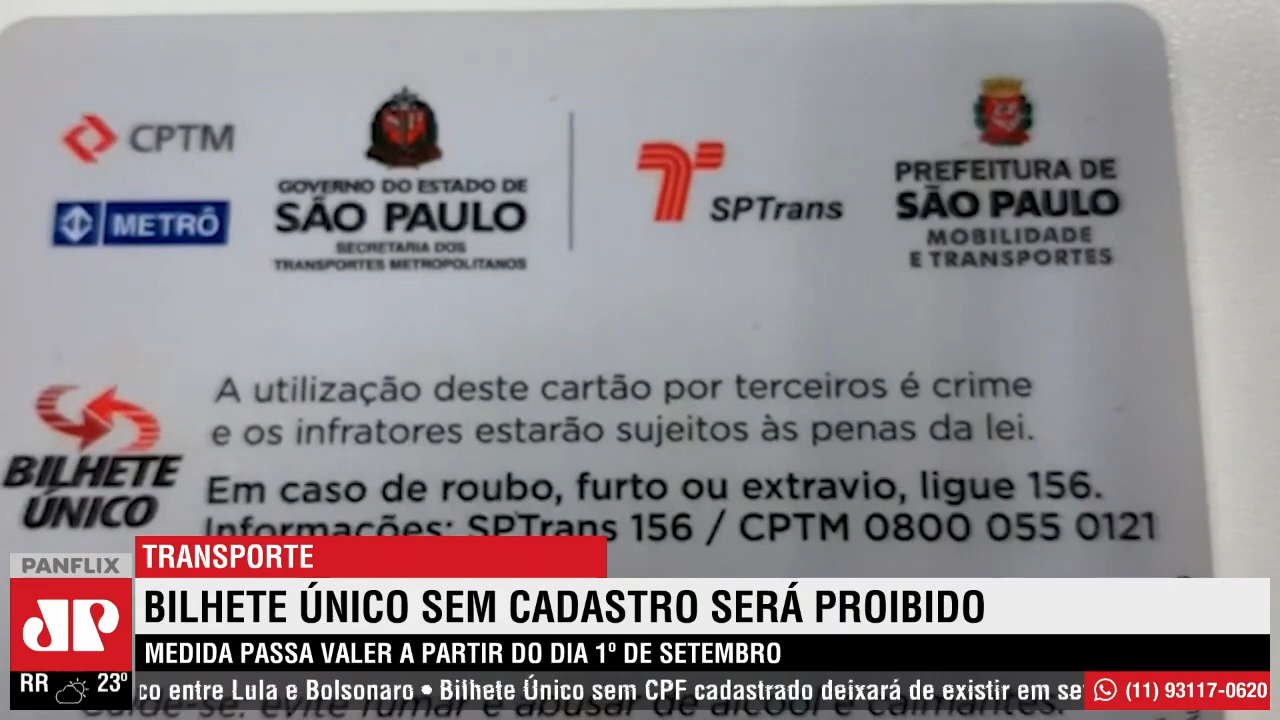 CPTM
METRÔ
GOVERNO DO ESTADO DE
SÃO PAULO
SECRETARIA DOS
TRANSPORTES METROPOLITANOS
SPTrans
PREFEITURA DE
SÃO PAULO
MOBILIDADE
E TRANSPORTES
BILHETE
ÚNICO
A utilização deste cartão por terceiros é crime
e os infratores estarão sujeitos às penas da lei.
Em caso de roubo, furto ou extravio, ligue 156.
Informações: SPTrans 156 / CPTM 0800 055 0121
PANFLIX
JP
TRANSPORTE
BILHETE ÚNICO SEM CADASTRO SERÁ PROIBIDO
MEDIDA PASSA VALER A PARTIR DO DIA 1º DE SETEMBRO
RR 23º
co entre Lula e Bolsonaro • Bilhete Único sem CPF cadastrado deixará de existir em se
(11) 93117-0620